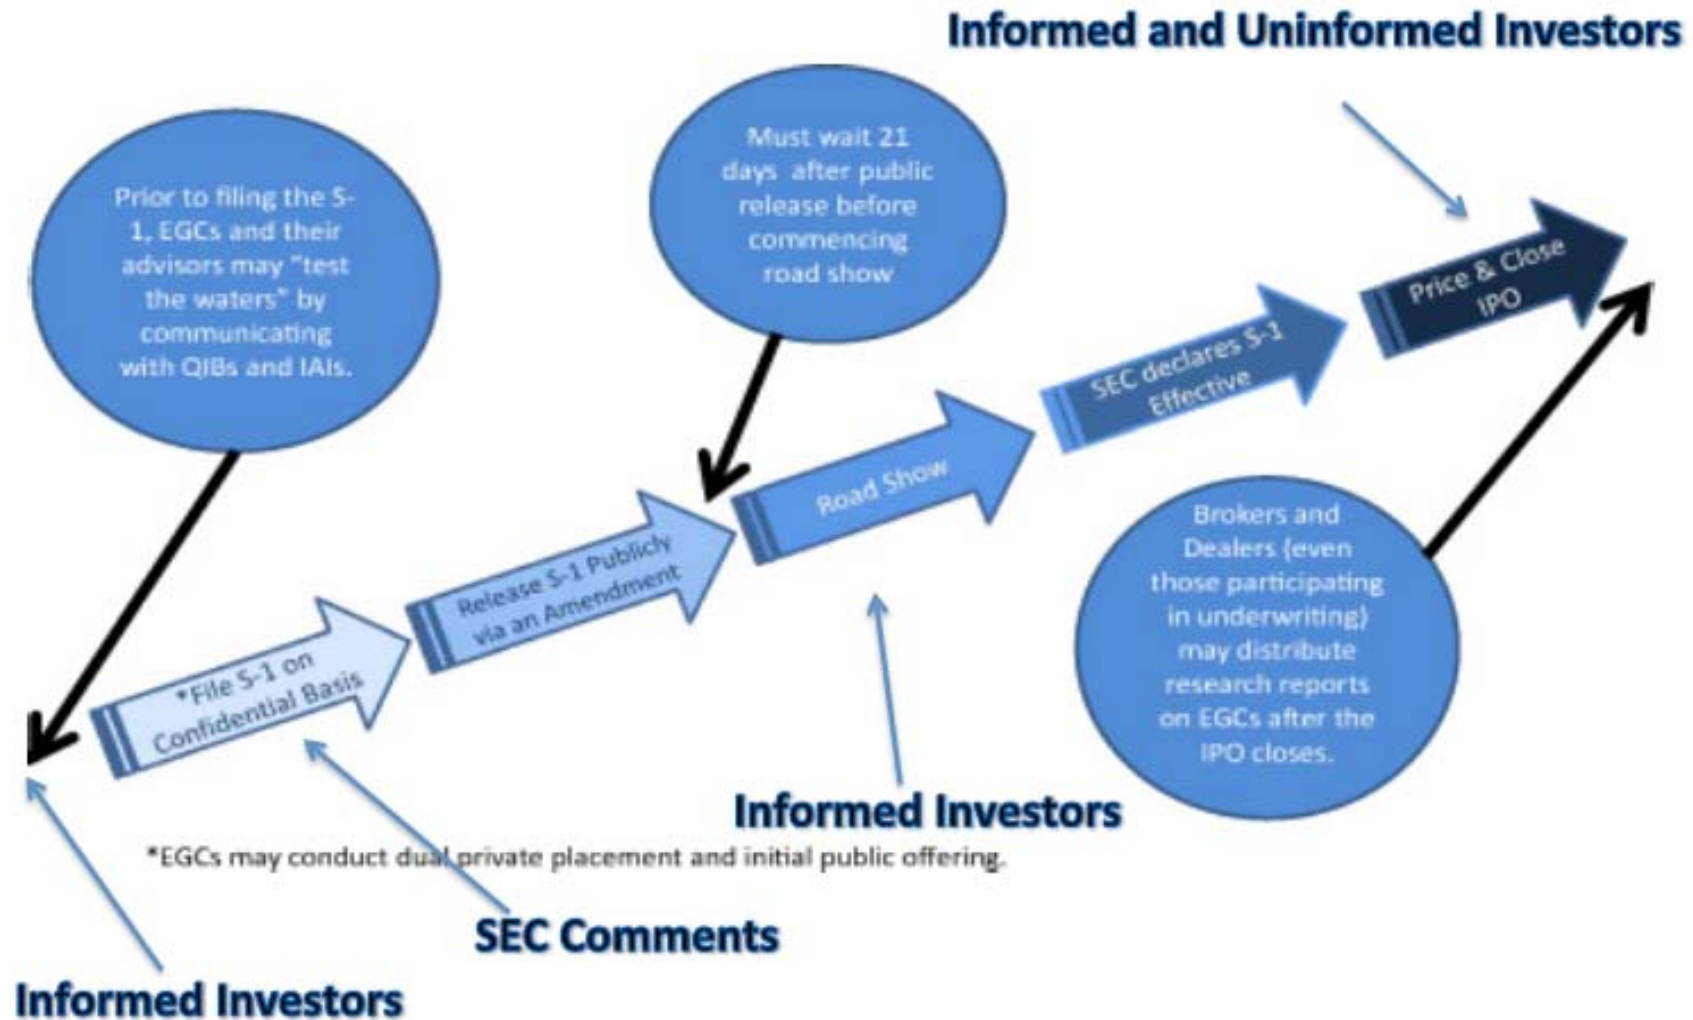 Informed and Uninformed Investors
Prior to filing the S-
1, EGCs and their
advisors may "test
the waters" by
communicating
with QIBs and IAIs.
Must wait 21
days after public
release before
commencing
road show
*File S-1 on
Confidential Basis
Release S-1 Publicly
via an Amendment
Road Show
SEC declares S-1
Effective
Price & Close
IPO
Brokers and
Dealers (even
those participating
in underwriting)
may distribute
research reports
on EGCs after the
IPO closes.
Informed Investors
*EGCs may conduct dual private placement and initial public offering.
SEC Comments
Informed Investors